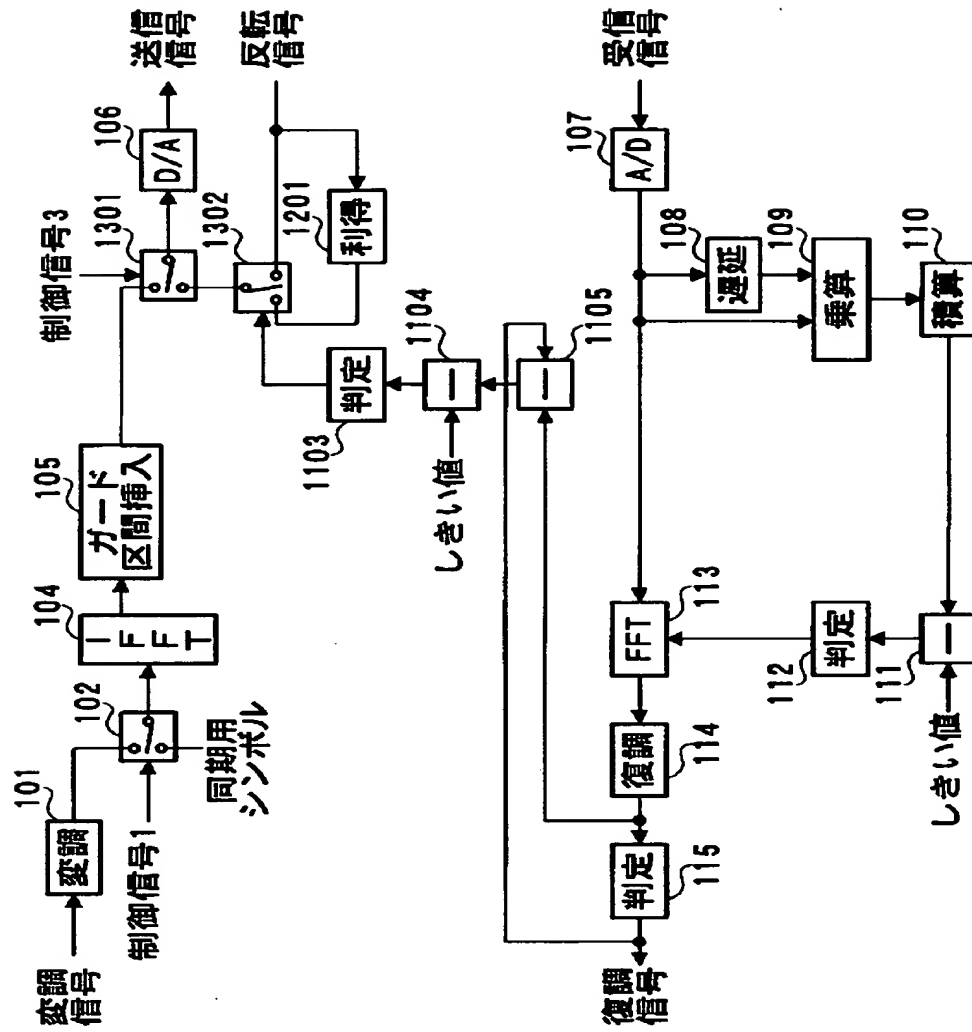 変調
信号
101
変調
制御信号1
102
同期用
シンボル
104
IFFT
105
ガード
区間挿入
制御信号3
1301
106
D/A
送信
信号
1302
反転
信号
1201
利得
1103
判定
1104
—
しきい値
1105
—
受信
信号
107
A/D
108
遅延
109
乗算
110
積算
しきい値
111
—
112
判定
113
FFT
114
復調
115
判定
復調
信号